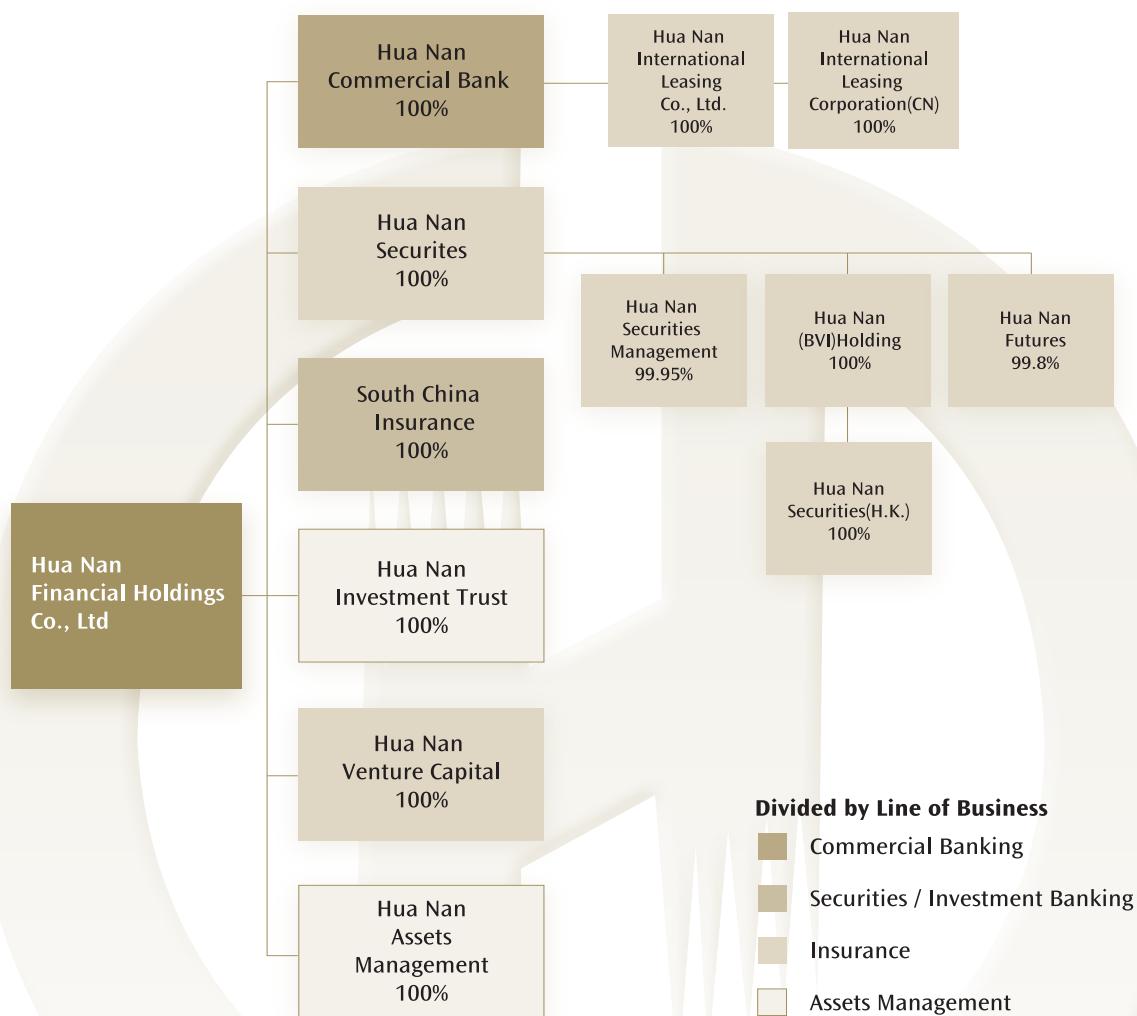 Hua Nan
Commercial Bank
100%
Hua Nan
International
Leasing
Co., Ltd.
100%
Hua Nan
International
Leasing
Corporation(CN)
100%
Hua Nan
Securites
100%
Hua Nan
Securities
Management
99.95%
Hua Nan
(BVI)Holding
100%
Hua Nan
Futures
99.8%
South China
Insurance
100%
Hua Nan
Securities(H.K.)
100%
Hua Nan
Financial Holdings
Co., Ltd
Hua Nan
Investment Trust
100%
Hua Nan
Venture Capital
100%
Hua Nan
Assets
Management
100%
Divided by Line of Business
Commercial Banking
Securities / Investment Banking
Insurance
Assets Management